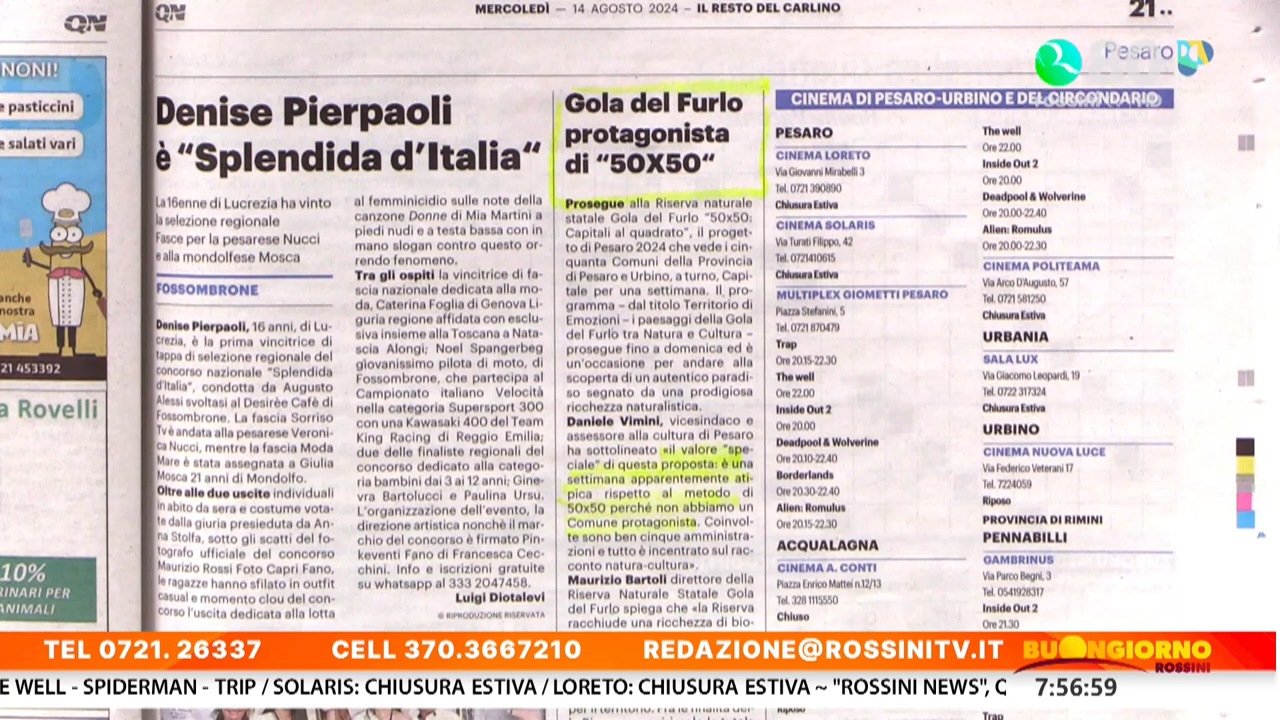 QN
QN
MERCOLEDÌ — 14 AGOSTO 2024 – IL RESTO DEL CARLINO
21..
Pesaro
NONI!
e pasticcini
e salati vari
anche
nostra
MIA
21 453392
a Rovelli
10%
RINARI PER
ANIMALI
Denise Pierpaoli
è “Splendida d’Italia“
La 16enne di Lucrezia ha vinto
la selezione regionale
Fasce per la pesarese Nucci
e alla mondolfese Mosca
FOSSOMBRONE
Denise Pierpaoli, 16 anni, di Lu-
crezia, è la prima vincitrice di
tappa di selezione regionale del
concorso nazionale "Splendida
d'Italia", condotta da Augusto
Alessi svoltasi al Desirèe Cafè di
Fossombrone. La fascia Sorriso
Tv è andata alla pesarese Veroni-
ca Nucci, mentre la fascia Moda
Mare è stata assegnata a Giulia
Mosca 21 anni di Mondolfo.
Oltre alle due uscite individuali
in abito da sera e costume vota-
te dalla giuria presieduta da An-
na Stolfa, sotto gli scatti del fo-
tografo ufficiale del concorso
Maurizio Rossi Foto Capri Fano,
le ragazze hanno sfilato in outfit
casual e momento clou del con-
corso l'uscita dedicata alla lotta
al femminicidio sulle note della
canzone Donne di Mia Martini a
piedi nudi e a testa bassa con in
mano slogan contro questo or-
rendo fenomeno.
Tra gli ospiti la vincitrice di fa-
scia nazionale dedicata alla mo-
da, Caterina Foglia di Genova Li-
guria regione affidata con esclu-
siva insieme alla Toscana a Nata-
scia Alongi; Noel Spangerbeg
giovanissimo pilota di moto, di
Fossombrone, che partecipa al
Campionato italiano Velocità
nella categoria Supersport 300
con una Kawasaki 400 del Team
King Racing di Reggio Emilia;
due delle finaliste regionali del
concorso dedicato alla catego-
ria bambini dai 3 ai 12 anni; Gine-
vra Bartolucci e Paulina Ursu.
L'organizzazione dell'evento, la
direzione artistica nonchè il mar-
chio del concorso è firmato Pin-
keventi Fano di Francesca Cec-
chini. Info e iscrizioni gratuite
su whatsapp al 333 2047458.
Luigi Diotalevi
© RIPRODUZIONE RISERVATA
Gola del Furlo
protagonista
di “50X50“
Prosegue alla Riserva naturale
statale Gola del Furlo "50x50:
Capitali al quadrato", il proget-
to di Pesaro 2024 che vede i cin-
quanta Comuni della Provincia
di Pesaro e Urbino, a turno, Capi-
tale per una settimana. Il pro-
gramma – dal titolo Territorio di
Emozioni – i paesaggi della Gola
del Furlo tra Natura e Cultura –
prosegue fino a domenica ed è
un'occasione per andare alla
scoperta di un autentico paradi-
so segnato da una prodigiosa
ricchezza naturalistica.
Daniele Vimini, vicesindaco e
assessore alla cultura di Pesaro
ha sottolineato «il valore "spe-
ciale" di questa proposta: è una
settimana apparentemente ati-
pica rispetto al metodo di
50x50 perché non abbiamo un
Comune protagonista. Coinvol-
te sono ben cinque amministra-
zioni e tutto è incentrato sul rac-
conto natura-cultura».
Maurizio Bartoli direttore della
Riserva Naturale Statale Gola
del Furlo spiega che «la Riserva
racchiude una ricchezza di bio-
CINEMA DI PESARO-URBINO E DEL CIRCONDARIO
PESARO
CINEMA LORETO
Via Giovanni Mirabelli 3
Tel. 0721 390890
Chiusura Estiva
CINEMA SOLARIS
Via Turati Filippo, 42
Tel. 0721410615
Chiusura Estiva
MULTIPLEX GIOMETTI PESARO
Piazza Stefanini, 5
Tel. 0721 870479
Trap
Ore 20.15-22.30
The well
Ore 22.00
Inside Out 2
Ore 20.00
Deadpool & Wolverine
Ore 20.10-22.40
Borderlands
Ore 20.30-22.40
Alien: Romulus
Ore 20.15-22.30
ACQUALAGNA
CINEMA A. CONTI
Piazza Enrico Mattei n.12/13
Tel. 328 1115550
Chiuso
The well
Ore 22.00
Inside Out 2
Ore 20.00
Deadpool & Wolverine
Ore 20.00-22.40
Alien: Romulus
Ore 20.00-22.30
CINEMA POLITEAMA
Via Arco D'Augusto, 57
Tel. 0721 581250
Chiusura Estiva
URBANIA
SALA LUX
Via Giacomo Leopardi, 19
Tel. 0722 317324
Chiusura Estiva
URBINO
CINEMA NUOVA LUCE
Via Federico Veterani 17
Tel. 7224059
Riposo
PROVINCIA DI RIMINI
PENNABILLI
GAMBRINUS
Via Parco Begni, 3
Tel. 0541928317
Inside Out 2
Ore 21.30
TEL 0721. 26337
CELL 370.3667210
REDAZIONE@ROSSINITV.IT
BUONGIORNO
ROSSINI
E WELL - SPIDERMAN - TRIP / SOLARIS: CHIUSURA ESTIVA / LORETO: CHIUSURA ESTIVA ~ "ROSSINI NEWS", Q
7:56:59
Riposo
Trap